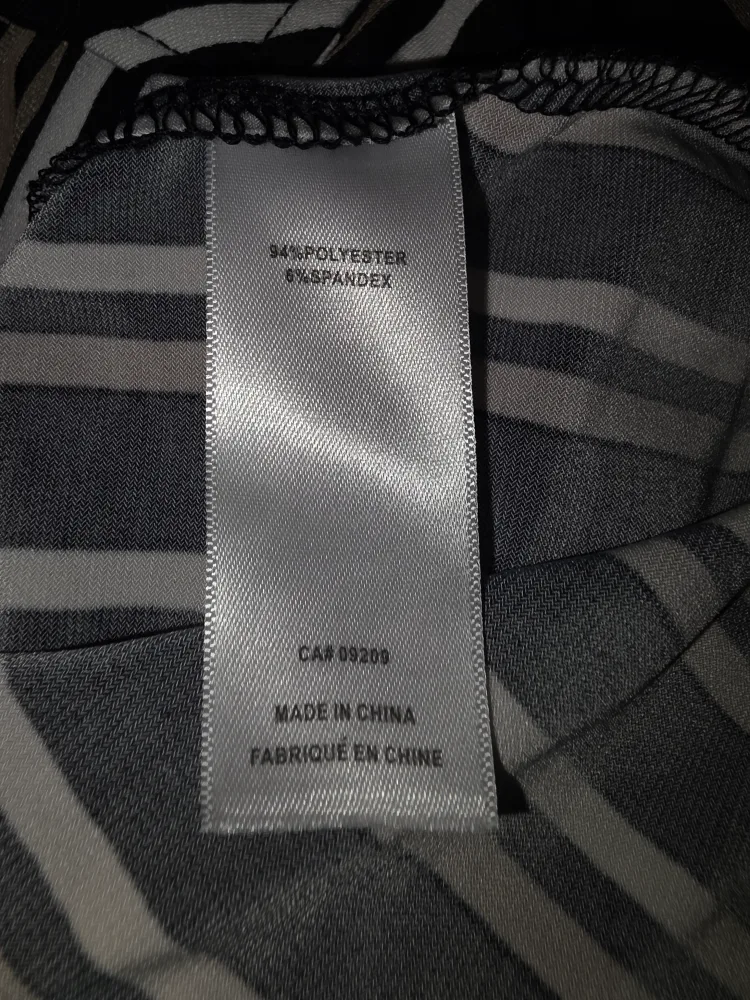 94%POLYESTER
6%SPANDEX
CA# 09209
MADE IN CHINA
FABRIQUÉ EN CHINE